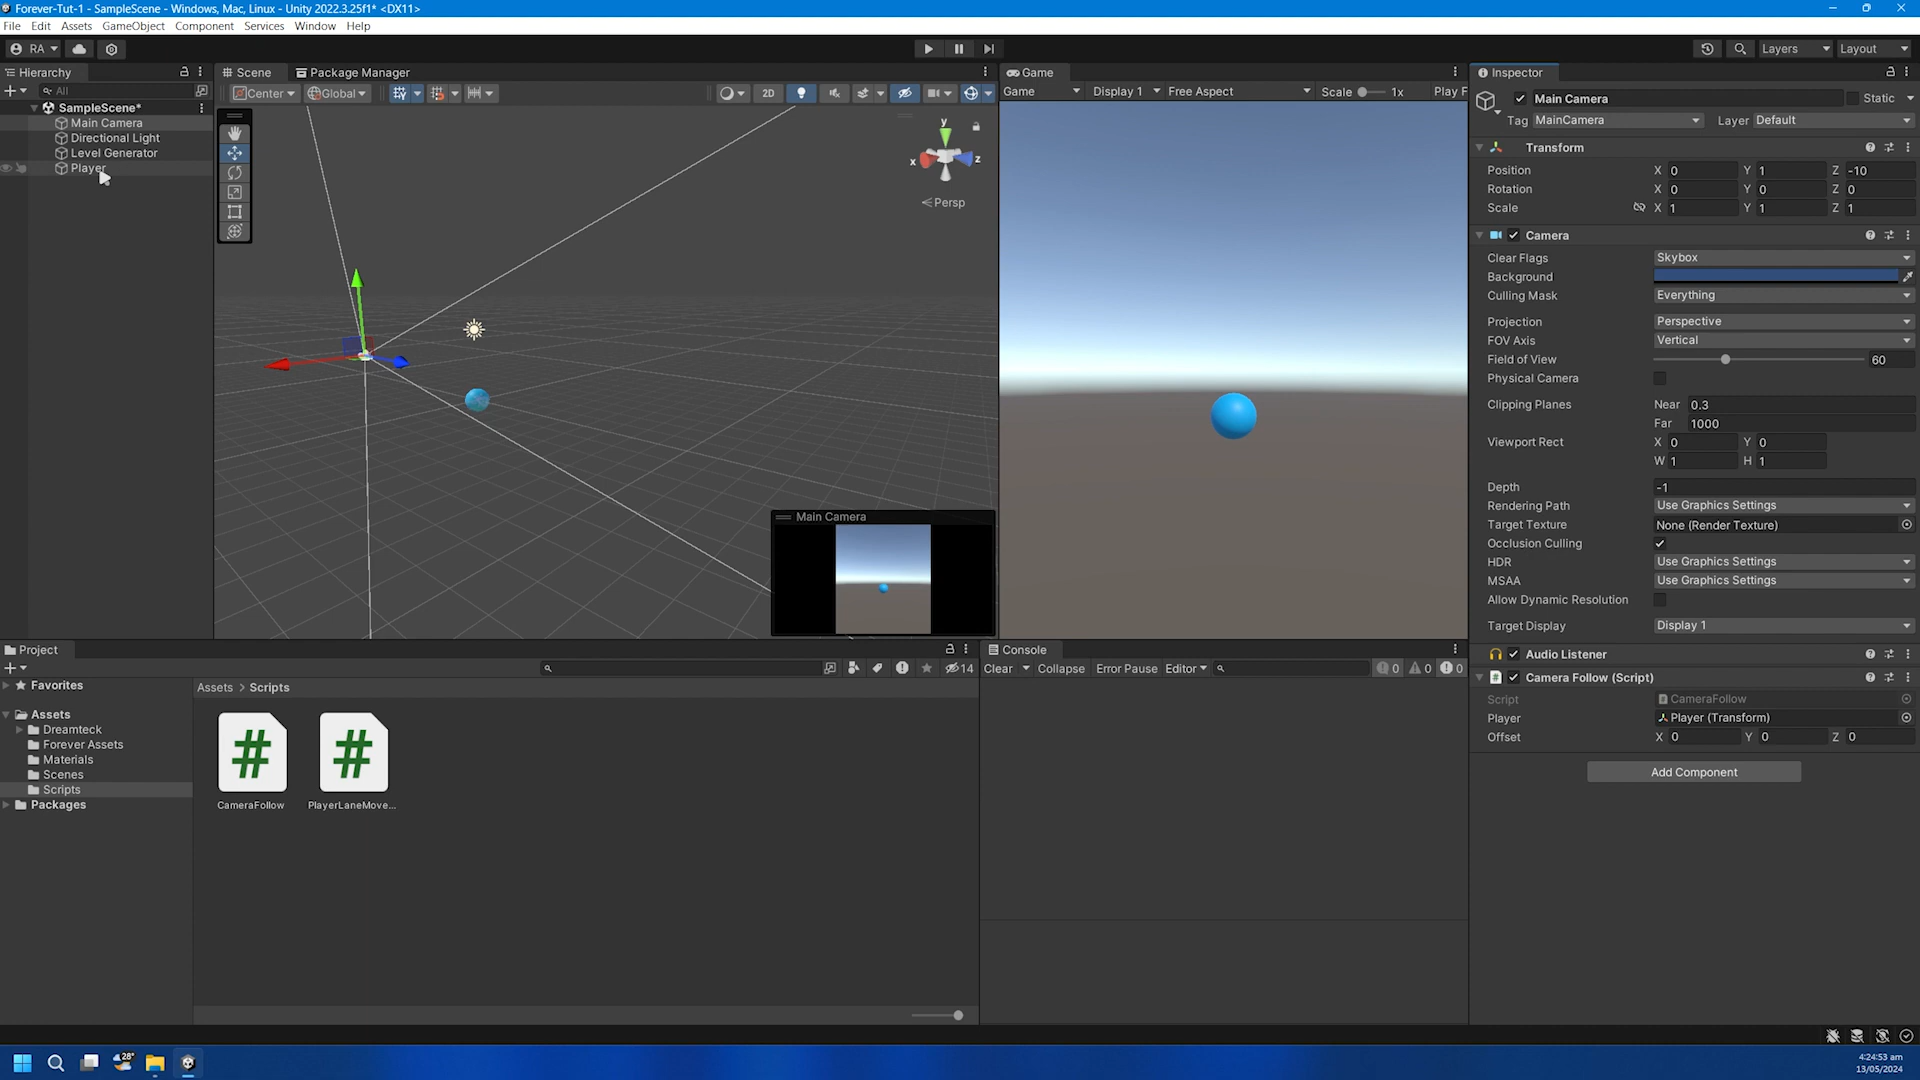 Forever-Tut-1 - SampleScene - Windows, Mac, Linux - Unity 2022.3.25f1* <DX11>
File Edit Assets GameObject Component Services Window Help
RA Layers Layout
Hierarchy
All
SampleScene*
Main Camera
Directional Light
Level Generator
Player
Scene Package Manager
Center Global 2D
y
x z
Persp
Main Camera
Game
Game Display 1 Free Aspect Scale 1x Play F
Inspector
Main Camera Static
Tag MainCamera Layer Default
Transform
Position X 0 Y 1 Z -10
Rotation X 0 Y 0 Z 0
Scale X 1 Y 1 Z 1
Camera
Clear Flags Skybox
Background
Culling Mask Everything
Projection Perspective
FOV Axis Vertical
Field of View 60
Physical Camera
Clipping Planes Near 0.3
Far 1000
Viewport Rect X 0 Y 0
W 1 H 1
Depth -1
Rendering Path Use Graphics Settings
Target Texture None (Render Texture)
Occlusion Culling
HDR Use Graphics Settings
MSAA Use Graphics Settings
Allow Dynamic Resolution
Target Display Display 1
Audio Listener
Camera Follow (Script)
Script CameraFollow
Player Player (Transform)
Offset X 0 Y 0 Z 0
Add Component
Project
14
Favorites
Assets
Dreamteck
Forever Assets
Materials
Scenes
Scripts
Packages
Assets > Scripts
# #
CameraFollow PlayerLaneMove...
Console
Clear Collapse Error Pause Editor 0 0 0
28°
4:24:53 am
13/05/2024